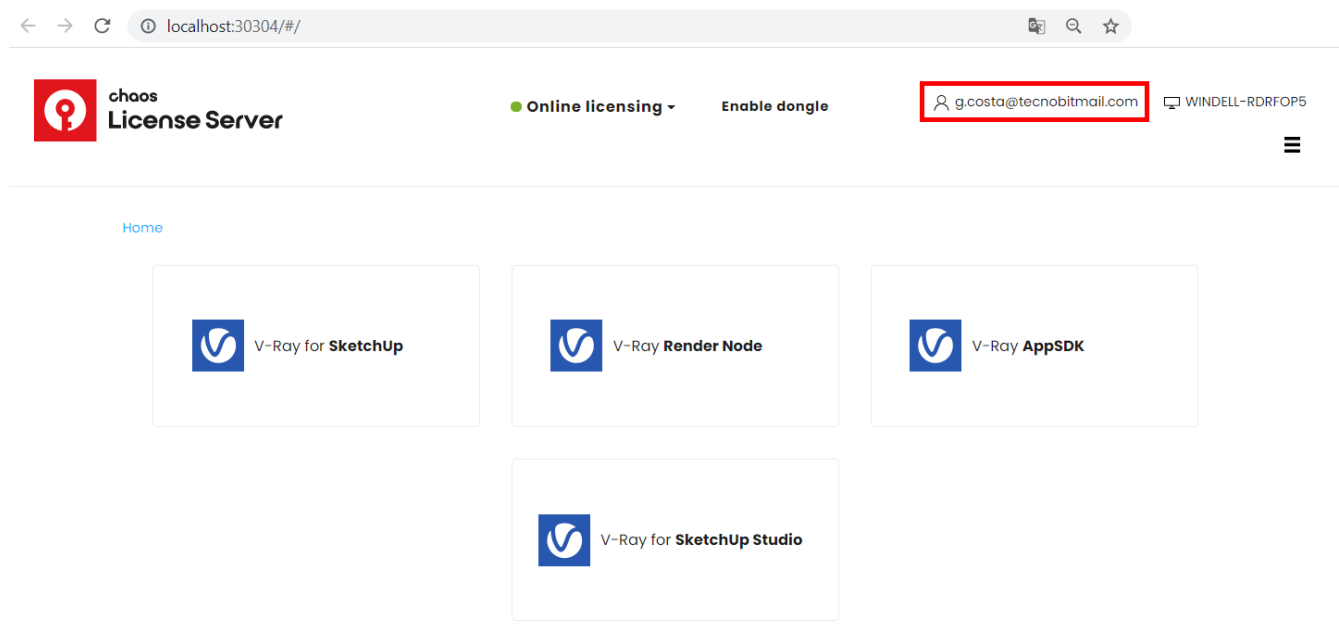 localhost:30304/#/
chaos
License Server
Online licensing
Enable dongle
g.costa@tecnobitmail.com
WINDELL-RDRFOP5
Home
V-Ray for SketchUp
V-Ray Render Node
V-Ray AppSDK
V-Ray for SketchUp Studio